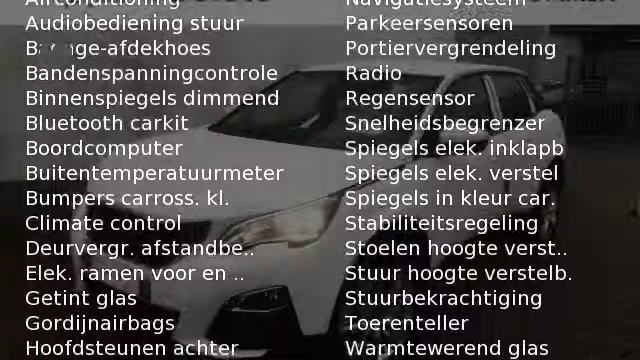 Airconditioning
Audiobediening stuur
Bagage-afdekhoes
Bandenspanningcontrole
Binnenspiegels dimmend
Bluetooth carkit
Boordcomputer
Buitentemperatuurmeter
Bumpers carross. kl.
Climate control
Deurvergr. afstandbe..
Elek. ramen voor en ..
Getint glas
Gordijnairbags
Hoofdsteunen achter
Navigatiesysteem
Parkeersensoren
Portiervergrendeling
Radio
Regensensor
Snelheidsbegrenzer
Spiegels elek. inklapb
Spiegels elek. verstel
Spiegels in kleur car.
Stabiliteitsregeling
Stoelen hoogte verst..
Stuur hoogte verstelb.
Stuurbekrachtiging
Toerenteller
Warmtewerend glas